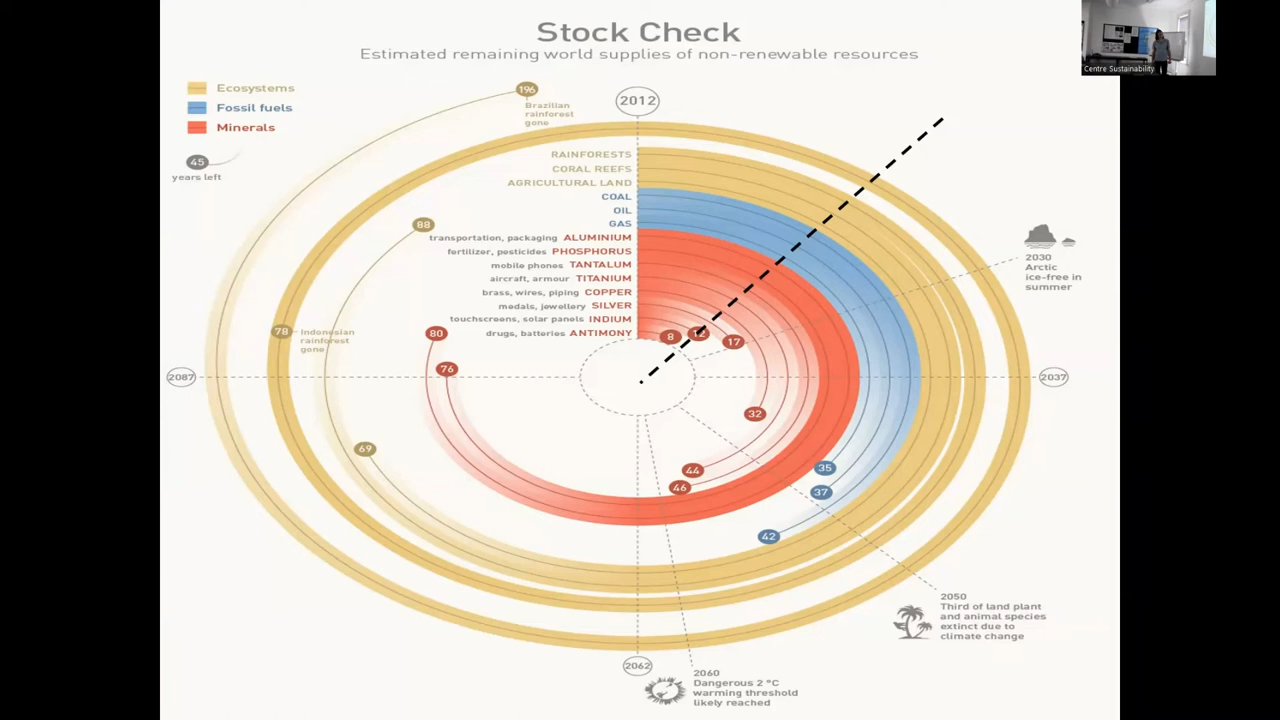 Stock Check
Estimated remaining world supplies of non-renewable resources
Centre Sustainability
Ecosystems
Fossil fuels
Minerals
45
years left
196
Brazilian
rainforest
gone
2012
RAINFORESTS
CORAL REEFS
AGRICULTURAL LAND
COAL
OIL
GAS
transportation, packaging ALUMINIUM
fertilizer, pesticides PHOSPHORUS
mobile phones TANTALUM
aircraft, armour TITANIUM
brass, wires, piping COPPER
medals, jewellery SILVER
touchscreens, solar panels INDIUM
drugs, batteries ANTIMONY
88
78
Indonesian
rainforest
gone
80
76
69
8
12
17
32
44
46
35
37
42
2030
Arctic
ice-free in
summer
2087
2037
2050
Third of land plant
and animal species
extinct due to
climate change
2062
2060
Dangerous 2 °C
warming threshold
likely reached